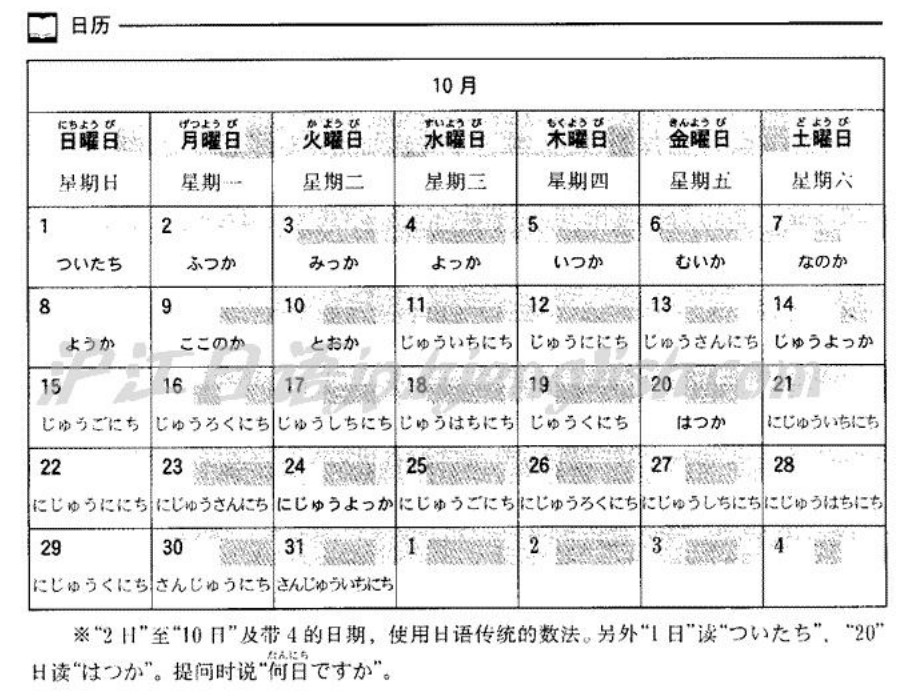 日历
10月
にちよう び げつよう び か よう び すいよう び もくよう び きんよう び ど よう び
日曜日 月曜日 火曜日 水曜日 木曜日 金曜日 土曜日
星期日 星期一 星期二 星期三 星期四 星期五 星期六
1 2 3 4 5 6 7
ついたち ふつか みっか よっか いつか むいか なのか
8 9 10 11 12 13 14
ようか ここのか とおか じゅういちにち じゅうににち じゅうさんにち じゅうよっか
15 16 17 18 19 20 21
じゅうごにち じゅうろくにち じゅうしちにち じゅうはちにち じゅうくにち はつか にじゅういちにち
22 23 24 25 26 27 28
にじゅうににち にじゅうさんにち にじゅうよっか にじゅうごにち にじゅうろくにち にじゅうしちにち にじゅうはちにち
29 30 31 1 2 3 4
にじゅうくにち さんじゅうにち さんじゅういちにち
※“2日”至“10日”及带4的日期，使用日语传统的数法。另外“1日”读“ついたち”，“20”
なんにち
日读“はつか”。提问时说“何日ですか”。
沪江日语jp.hjenglish.com